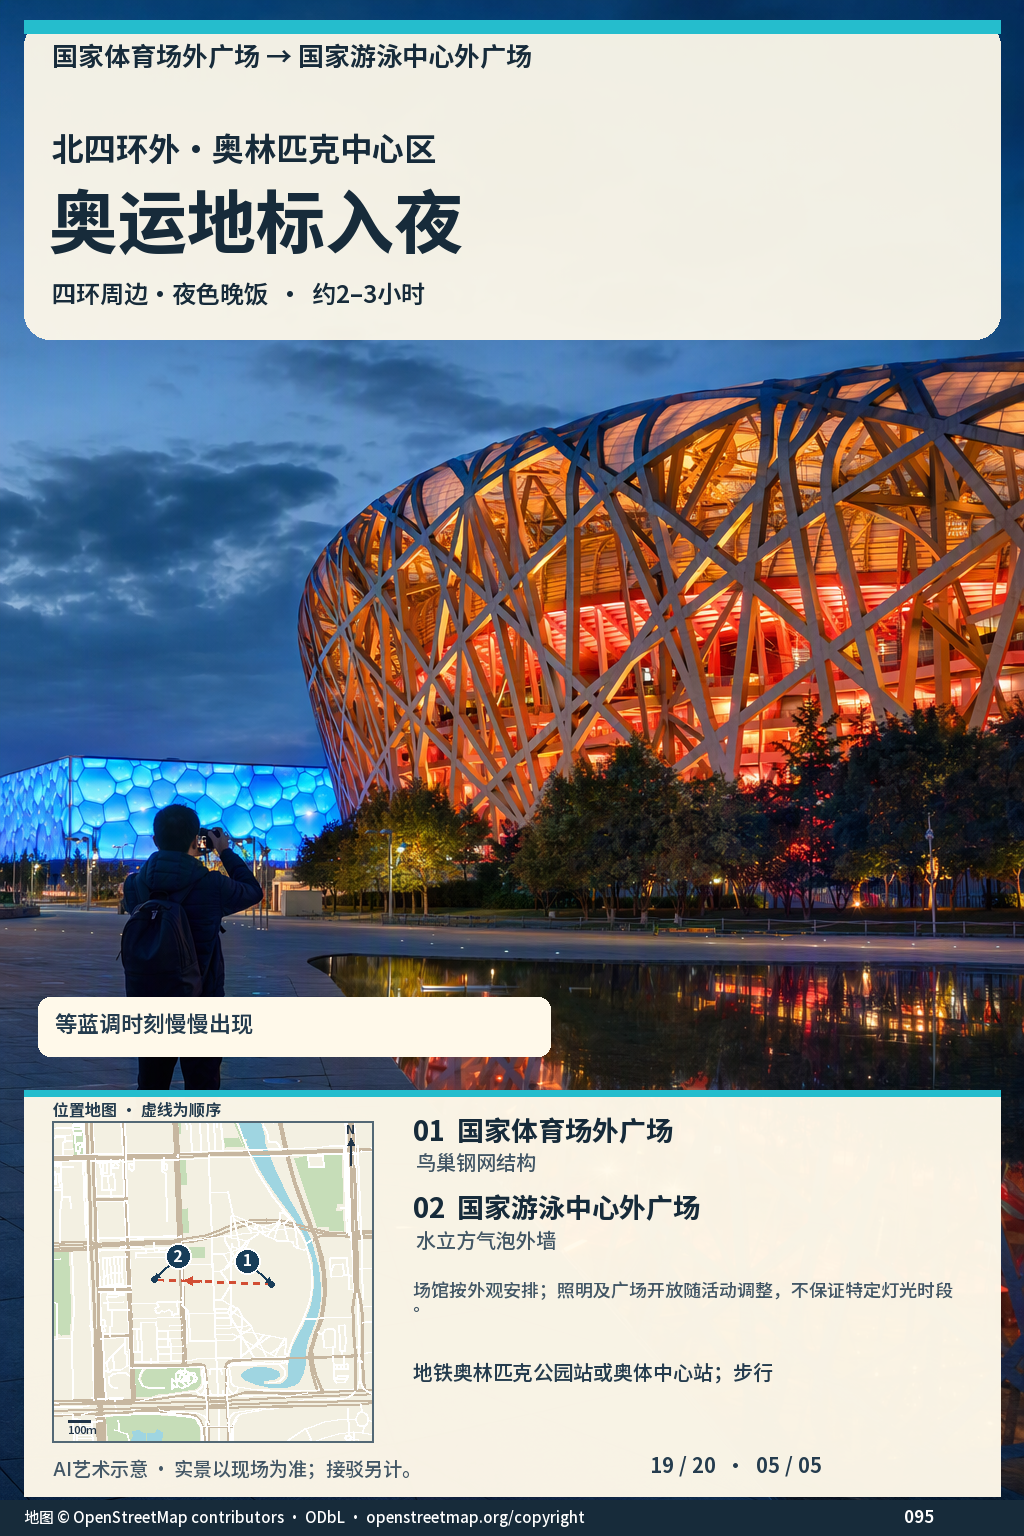 国家体育场外广场 → 国家游泳中心外广场
北四环外・奥林匹克中心区
奥运地标入夜
四环周边・夜色晚饭 ・ 约2–3小时
等蓝调时刻慢慢出现
位置地图 ・ 虚线为顺序
N
2
1
100m
01 国家体育场外广场
鸟巢钢网结构
02 国家游泳中心外广场
水立方气泡外墙
场馆按外观安排；照明及广场开放随活动调整，不保证特定灯光时段
。
地铁奥林匹克公园站或奥体中心站；步行
AI艺术示意 ・ 实景以现场为准；接驳另计。
19 / 20 ・ 05 / 05
地图 © OpenStreetMap contributors ・ ODbL ・ openstreetmap.org/copyright
095